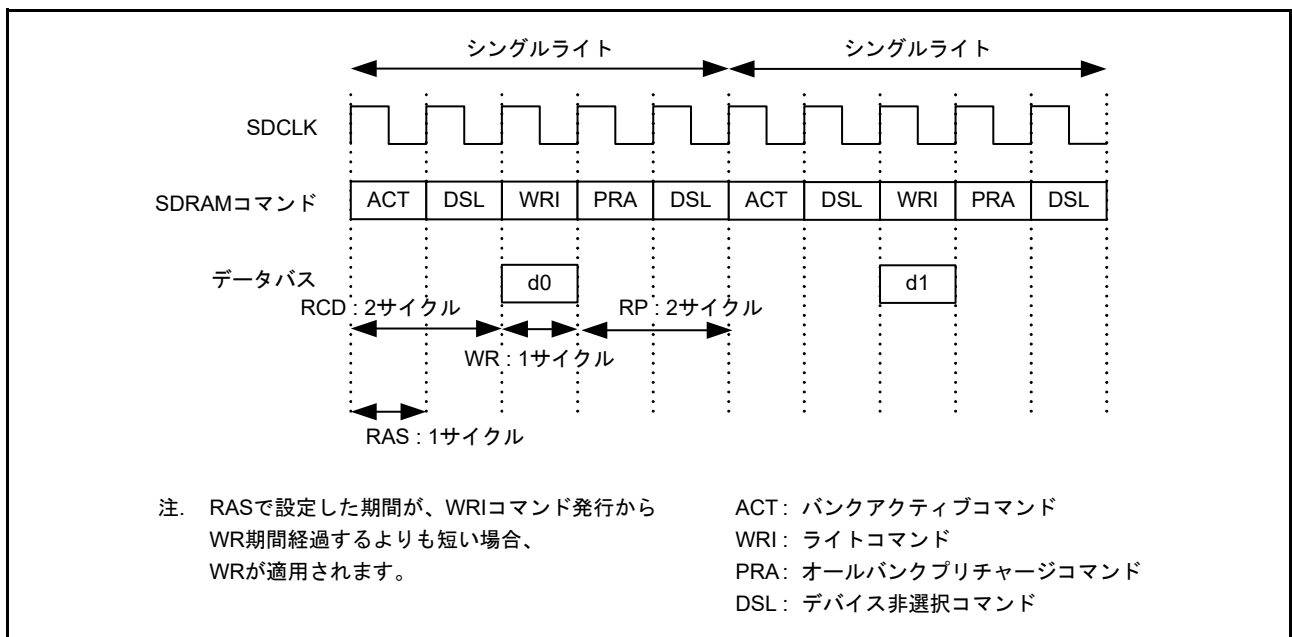 シングルライト シングルライト
SDCLK
SDRAMコマンド ACT DSL WRI PRA DSL ACT DSL WRI PRA DSL
データバス d0 d1
RCD : 2サイクル RP : 2サイクル
WR : 1サイクル
RAS : 1サイクル
注. RASで設定した期間が、WRIコマンド発行から
WR期間経過するよりも短い場合、
WRが適用されます。
ACT : バンクアクティブコマンド
WRI : ライトコマンド
PRA : オールバンクプリチャージコマンド
DSL : デバイス非選択コマンド